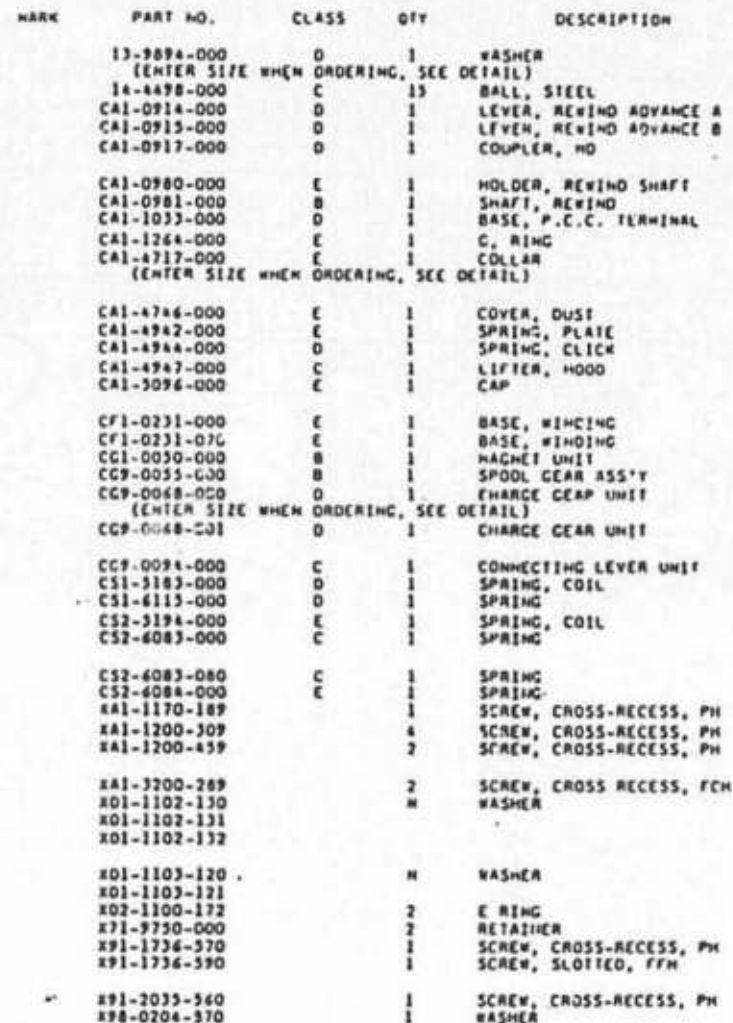 MARK PART NO. CLASS QTY DESCRIPTION
13-9894-000 D 1 WASHER
(ENTER SIZE WHEN ORDERING, SEE DETAIL)
14-4498-000 C 15 BALL, STEEL
CA1-0914-000 D 1 LEVER, REWIND ADVANCE A
CA1-0915-000 D 1 LEVER, REWIND ADVANCE B
CA1-0917-000 D 1 COUPLER, MD
CA1-0980-000 E 1 HOLDER, REWIND SHAFT
CA1-0981-000 B 1 SHAFT, REWIND
CA1-1033-000 D 1 BASE, P.C.C. TERMINAL
CA1-1264-000 E 1 C, RING
CA1-4717-000 E 1 COLLAR
(ENTER SIZE WHEN ORDERING, SEE DETAIL)
CA1-4746-000 E 1 COVER, DUST
CA1-4942-000 E 1 SPRING, PLATE
CA1-4944-000 D 1 SPRING, CLICK
CA1-4947-000 C 1 LIFTER, HOOD
CA1-5096-000 E 1 CAP
CF1-0231-000 E 1 BASE, WINDING
CF1-0231-070 E 1 BASE, WINDING
CG1-0050-000 B 1 MAGNET UNIT
CG9-0055-000 B 1 SPOOL GEAR ASS'Y
CG9-0068-000 D 1 CHARGE GEAR UNIT
(ENTER SIZE WHEN ORDERING, SEE DETAIL)
CG9-0068-001 D 1 CHARGE GEAR UNIT
CG9-0094-000 C 1 CONNECTING LEVER UNIT
CS1-5183-000 D 1 SPRING, COIL
CS1-6113-000 D 1 SPRING
CS2-3194-000 E 1 SPRING, COIL
CS2-6083-000 C 1 SPRING
CS2-6083-080 C 1 SPRING
CS2-6084-000 E 1 SPRING
XA1-1170-189 1 SCREW, CROSS-RECESS, PH
XA1-1200-309 4 SCREW, CROSS-RECESS, PH
XA1-1200-459 2 SCREW, CROSS-RECESS, PH
XA1-3200-289 2 SCREW, CROSS RECESS, FCH
XD1-1102-130 N WASHER
XD1-1102-131
XD1-1102-132
XD1-1103-120 N WASHER
XD1-1103-121
XD2-1100-172 2 E RING
X71-9750-000 2 RETAINER
X91-1736-570 1 SCREW, CROSS-RECESS, PH
X91-1736-590 1 SCREW, SLOTTED, FFH
X91-2035-560 1 SCREW, CROSS-RECESS, PH
X98-0204-570 1 WASHER